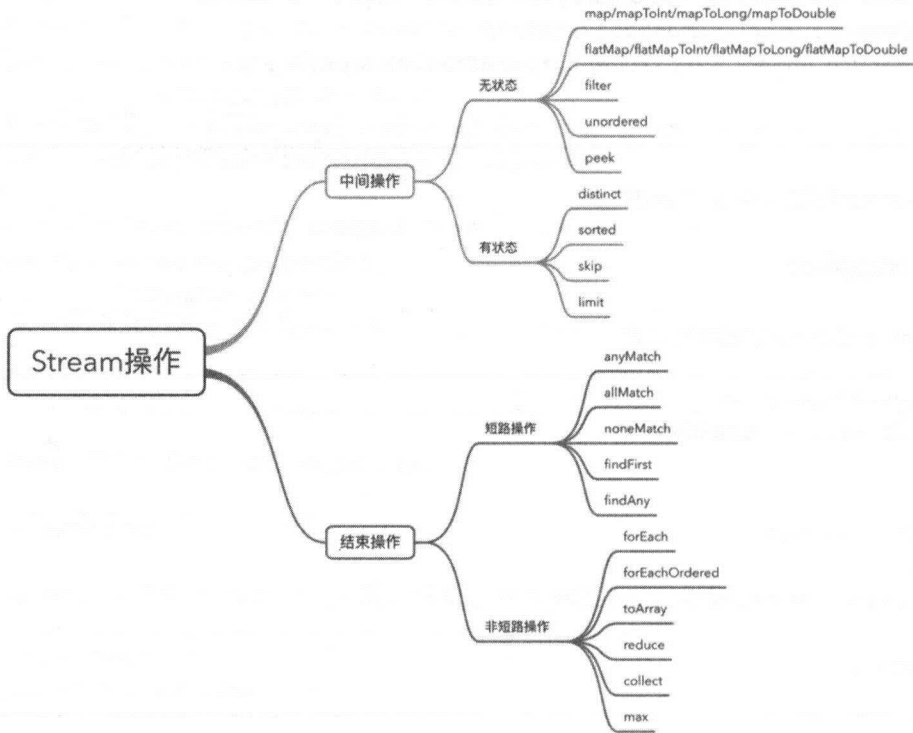 Stream操作
中间操作
无状态
map/mapToInt/mapToLong/mapToDouble
flatMap/flatMapToInt/flatMapToLong/flatMapToDouble
filter
unordered
peek
有状态
distinct
sorted
skip
limit
结束操作
短路操作
anyMatch
allMatch
noneMatch
findFirst
findAny
非短路操作
forEach
forEachOrdered
toArray
reduce
collect
max